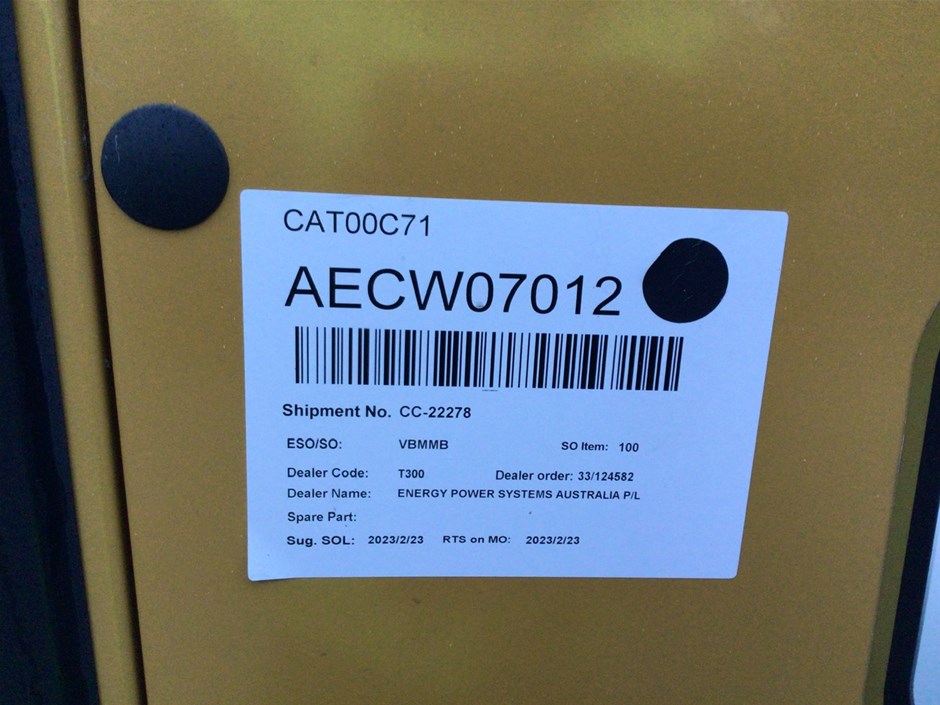 CAT00C71
AECW07012
Shipment No. CC-22278
ESO/SO: VBMMB SO Item: 100
Dealer Code: T300 Dealer order: 33/124582
Dealer Name: ENERGY POWER SYSTEMS AUSTRALIA P/L
Spare Part:
Sug. SOL: 2023/2/23 RTS on MO: 2023/2/23